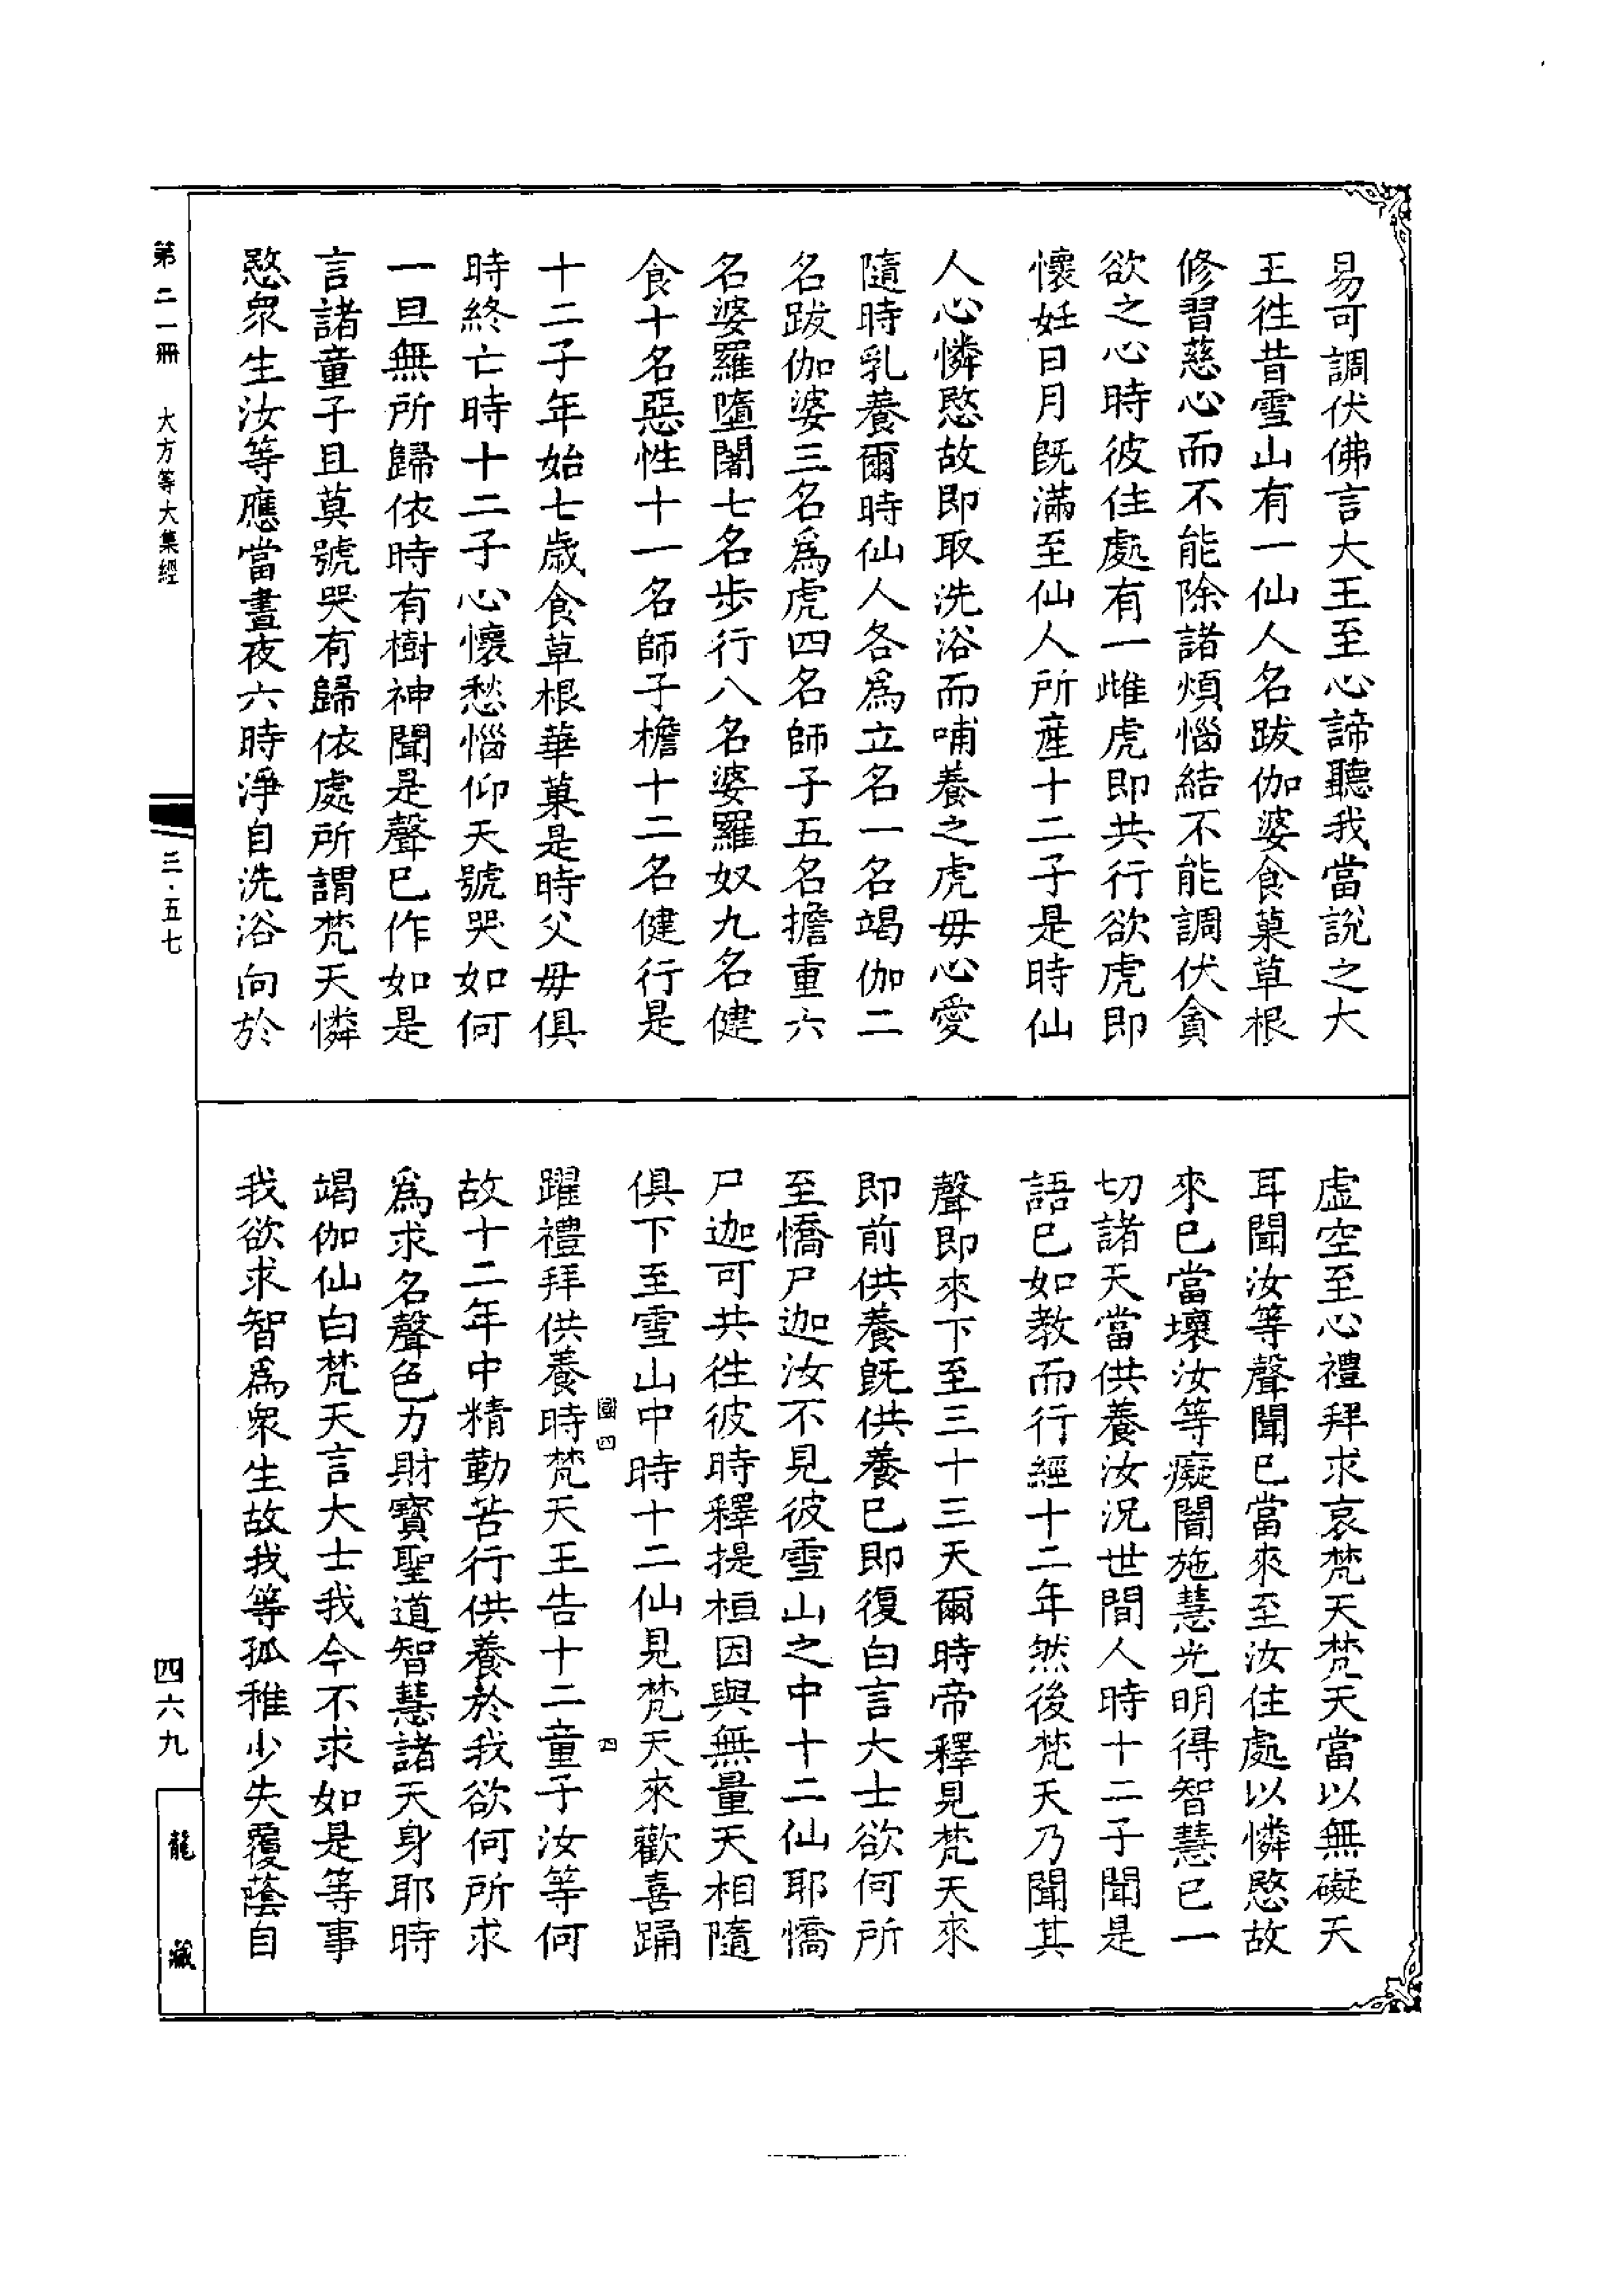 易可調伏佛言大王至心諦聽我當說之大
王徃昔雪山有一仙人名跋伽婆食菓草根
修習慈心而不能除諸煩惱結不能調伏貪
欲之心時彼住處有一雌虎即共行欲虎即
懷妊日月旣滿至仙人所產十二子是時仙
人心憐愍故即取洗浴而哺養之虎毋心愛
隨時乳養爾時仙人各爲立名一名竭伽二
名跋伽婆三名爲虎四名師子五名擔重六
名婆羅墮闍七名步行八名婆羅奴九名健
食十名惡性十一名師子檐十二名健行是
十二子年始七歲食草根華菓是時父毋俱
時終亡時十二子心懷愁惱仰天號哭如何
一旦無所歸依時有樹神聞是聲已作如是
言諸童子且莫號哭有歸依處所謂梵天憐
愍衆生汝等應當晝夜六時淨自洗浴向於
虛空至心禮拜求哀梵天梵天當以無礙天
耳聞汝等聲聞已當來至汝住處以憐愍故
來已當壞汝等癡闇施慧光明得智慧已一
切諸天當供養汝況世間人時十二子聞是
語已如教而行經十二年然後梵天乃聞其
聲即來下至三十三天爾時帝釋見梵天來
即前供養旣供養已即復白言大士欲何所
至憍尸迦汝不見彼雪山之中十二仙耶憍
尸迦可共徃彼時釋提桓因與無量天相隨
俱下至雪山中時十二仙見梵天來歡喜踊
國四 四
躍禮拜供養時梵天王告十二童子汝等何
故十二年中精勤苦行供養於我欲何所求
爲求名聲色力財寶聖道智慧諸天身耶時
竭伽仙白梵天言大士我今不求如是等事
我欲求智爲衆生故我等孤稚少失覆蔭自
第二一冊 大方等大集經
三·五七
四六九
龍藏